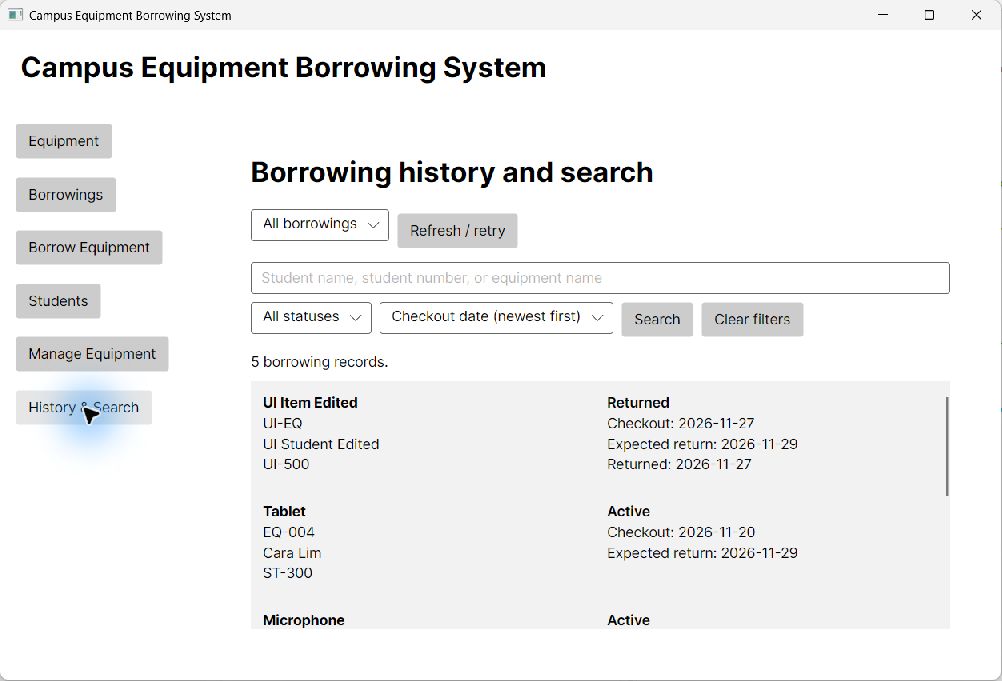 Campus Equipment Borrowing System
Campus Equipment Borrowing System
Equipment
Borrowings
Borrow Equipment
Students
Manage Equipment
History & Search
Borrowing history and search
All borrowings
Refresh / retry
Student name, student number, or equipment name
All statuses
Checkout date (newest first)
Search
Clear filters
5 borrowing records.
UI Item Edited
UI-EQ
UI Student Edited
UI-500
Returned
Checkout: 2026-11-27
Expected return: 2026-11-29
Returned: 2026-11-27
Tablet
EQ-004
Cara Lim
ST-300
Active
Checkout: 2026-11-20
Expected return: 2026-11-29
Microphone
Active